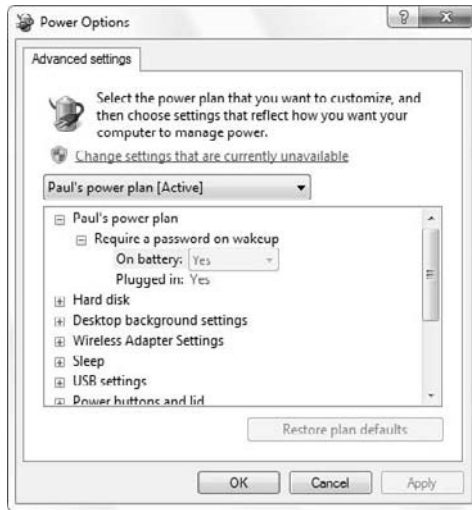 Power Options
Advanced settings
Select the power plan that you want to customize, and
then choose settings that reflect how you want your
computer to manage power.
Change settings that are currently unavailable
Paul's power plan [Active]
Paul's power plan
Require a password on wakeup
On battery: Yes
Plugged in: Yes
Hard disk
Desktop background settings
Wireless Adapter Settings
Sleep
USB settings
Power buttons and lid
Restore plan defaults
OK Cancel Apply